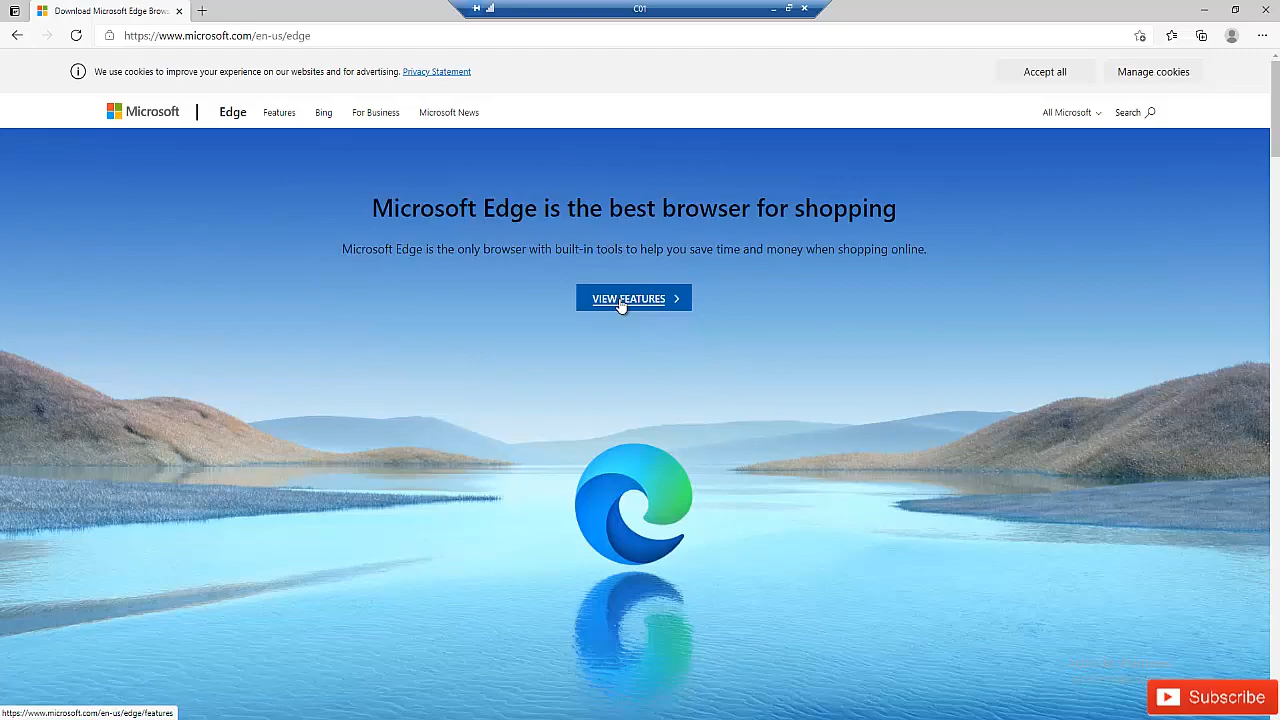 Download Microsoft Edge Brows
C01
https://www.microsoft.com/en-us/edge
We use cookies to improve your experience on our websites and for advertising. Privacy Statement
Accept all
Manage cookies
Microsoft
Edge
Features
Bing
For Business
Microsoft News
All Microsoft
Search
Microsoft Edge is the best browser for shopping
Microsoft Edge is the only browser with built-in tools to help you save time and money when shopping online.
VIEW FEATURES
Subscribe
https://www.microsoft.com/en-us/edge/features